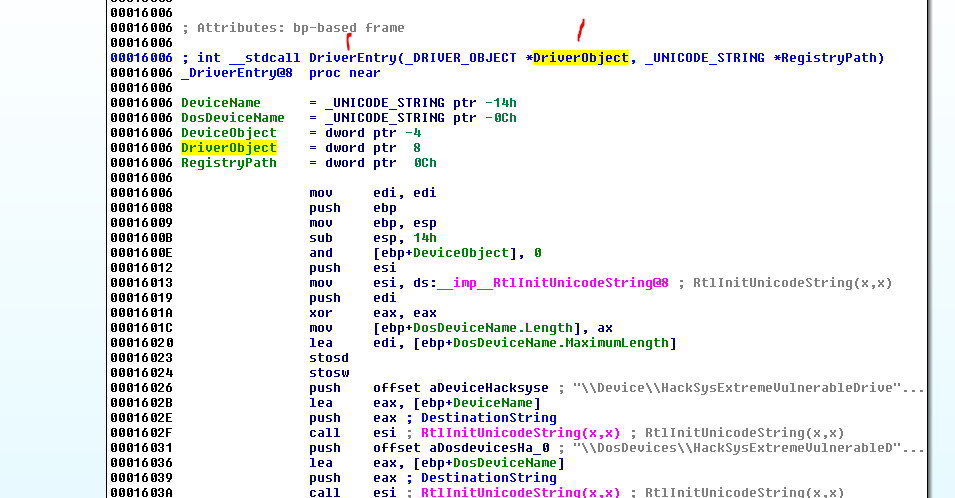 00016006
00016006 ; Attributes: bp-based frame
00016006
00016006 ; int __stdcall DriverEntry(_DRIVER_OBJECT *DriverObject, _UNICODE_STRING *RegistryPath)
00016006 _DriverEntry@8 proc near
00016006
00016006 DeviceName = _UNICODE_STRING ptr -14h
00016006 DosDeviceName = _UNICODE_STRING ptr -0Ch
00016006 DeviceObject = dword ptr -4
00016006 DriverObject = dword ptr 8
00016006 RegistryPath = dword ptr 0Ch
00016006
00016006 mov edi, edi
00016008 push ebp
00016009 mov ebp, esp
0001600B sub esp, 14h
0001600E and [ebp+DeviceObject], 0
00016012 push esi
00016013 mov esi, ds:__imp__RtlInitUnicodeString@8 ; RtlInitUnicodeString(x,x)
00016019 push edi
0001601A xor eax, eax
0001601C mov [ebp+DosDeviceName.Length], ax
00016020 lea edi, [ebp+DosDeviceName.MaximumLength]
00016023 stosd
00016024 stosw
00016026 push offset aDeviceHacksyse ; "\\Device\\HackSysExtremeVulnerableDrive"...
0001602B lea eax, [ebp+DeviceName]
0001602E push eax ; DestinationString
0001602F call esi ; RtlInitUnicodeString(x,x) ; RtlInitUnicodeString(x,x)
00016031 push offset aDosdevicesHa_0 ; "\\DosDevices\\HackSysExtremeVulnerableD"...
00016036 lea eax, [ebp+DosDeviceName]
00016039 push eax ; DestinationString
0001603A call esi ; RtlInitUnicodeString(x,x) ; RtlInitUnicodeString(x,x)